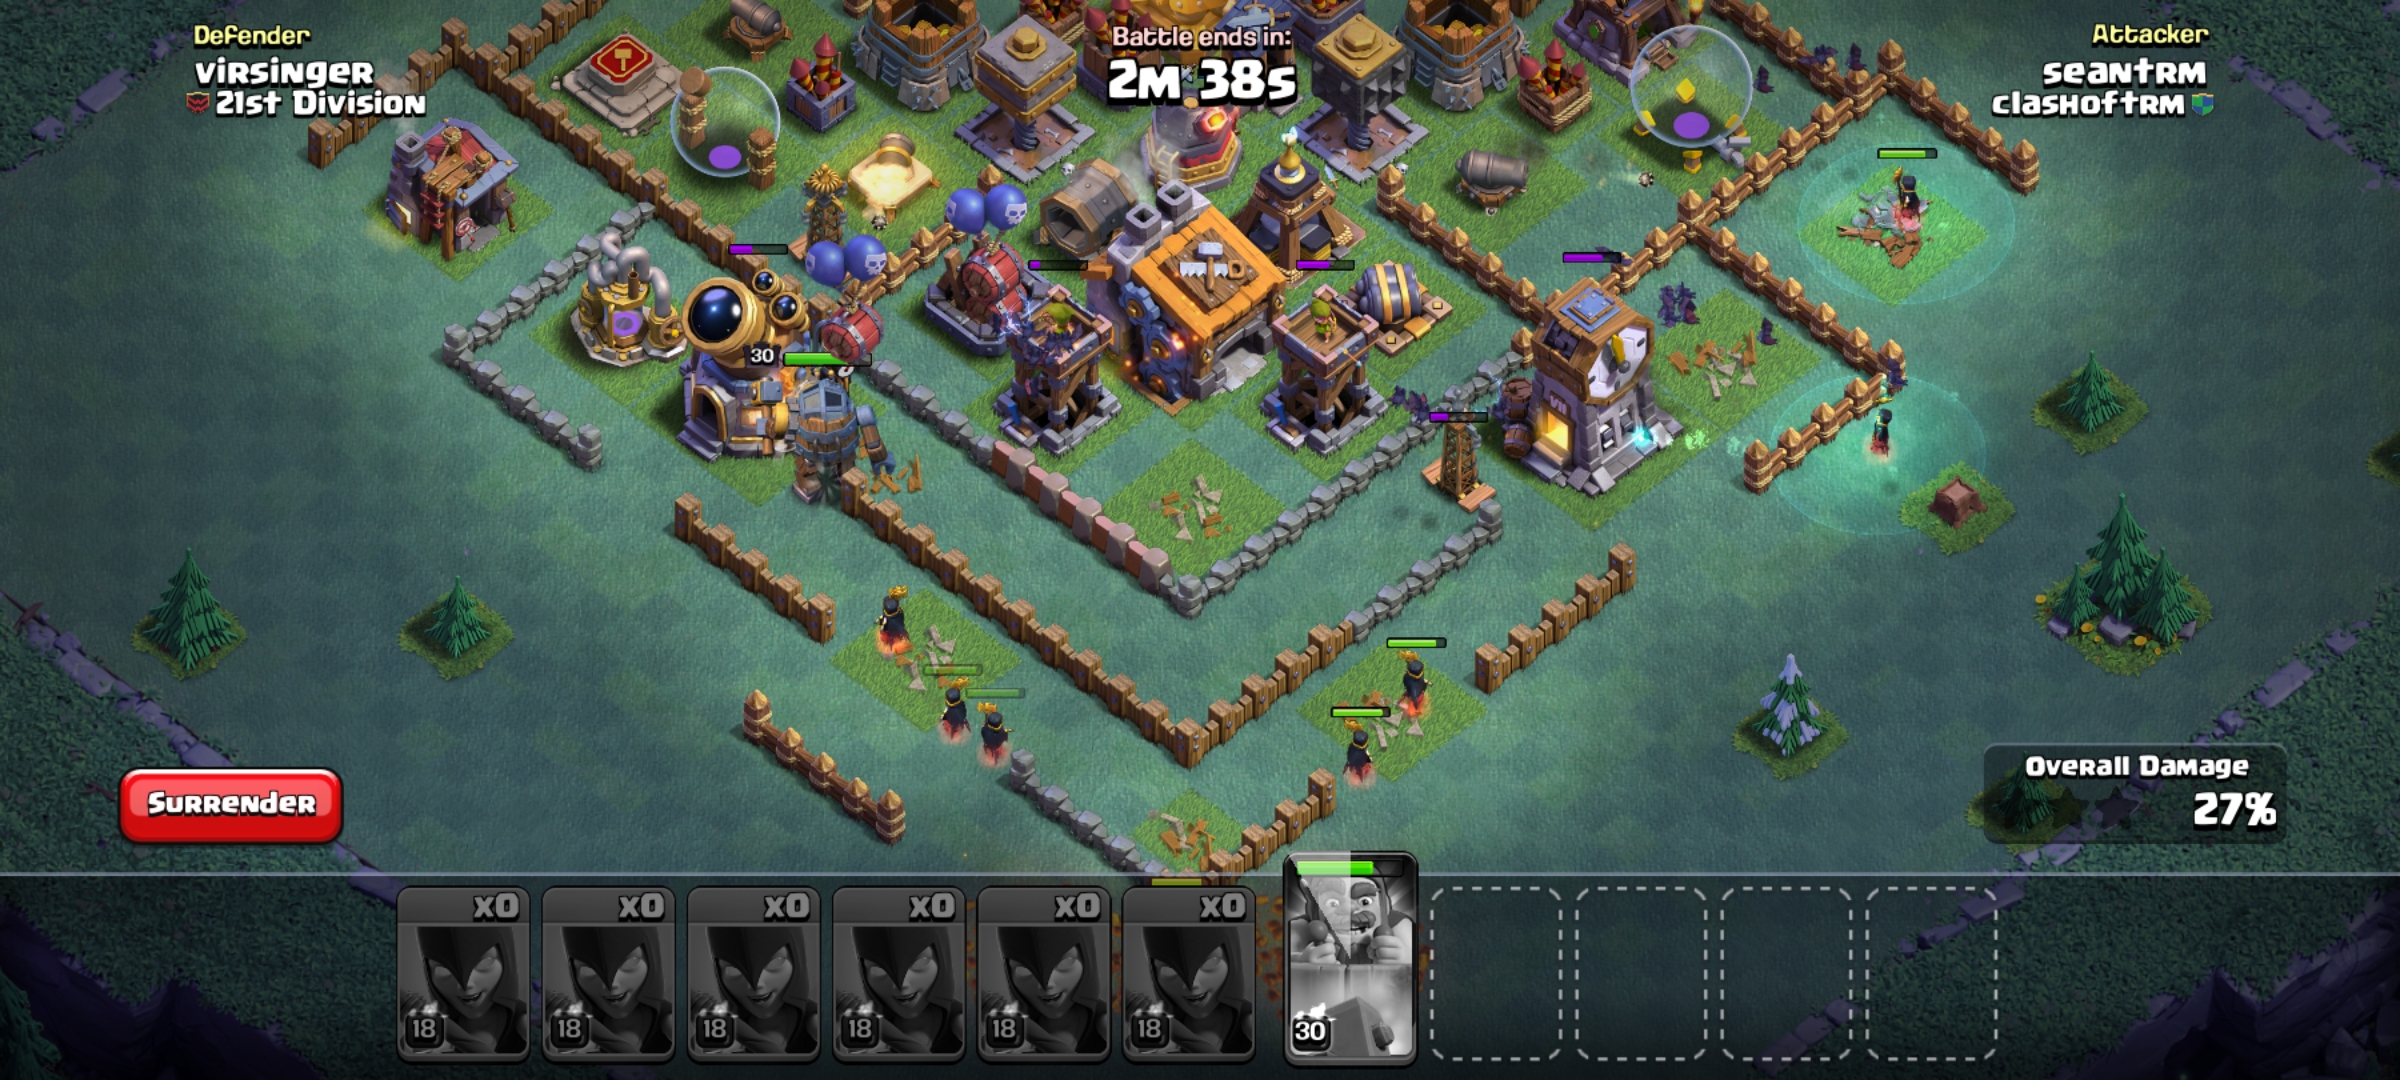 Defender
virsinger
21st Division
Battle ends in:
2m 38s
Attacker
seantrm
clashoftrm
30
VII
Surrender
Overall Damage
27%
x0
x0
x0
x0
x0
x0
18
18
18
18
18
18
30